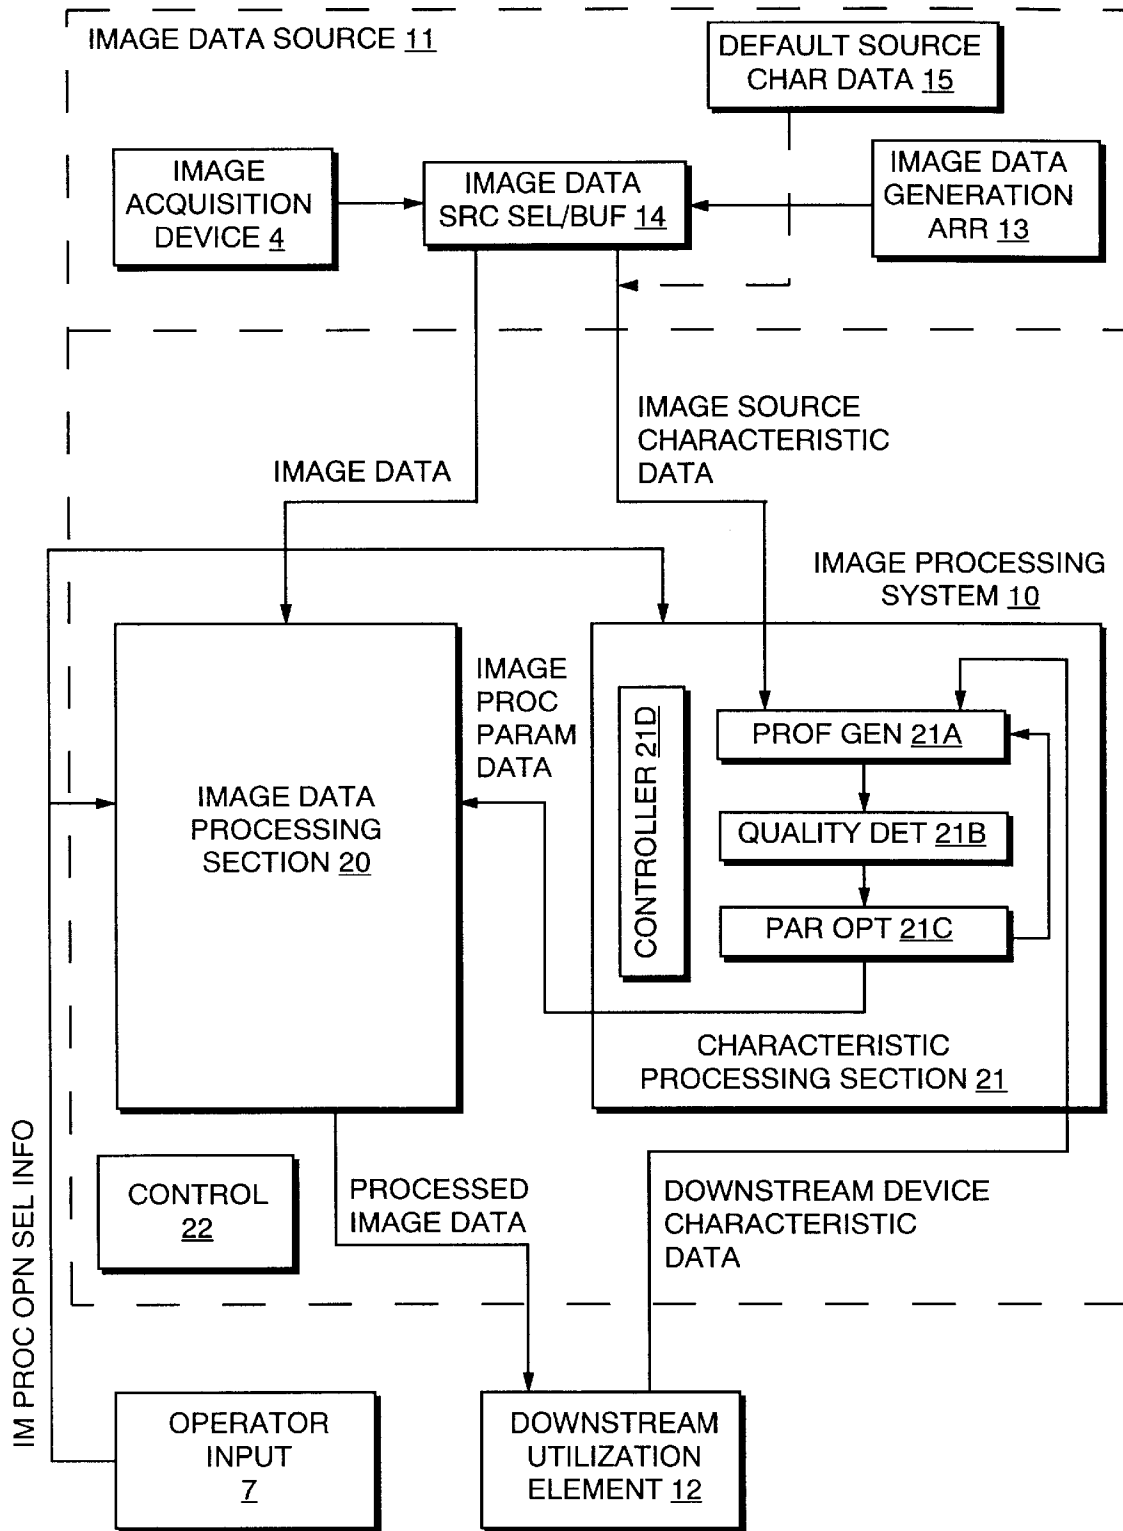 IMAGE DATA SOURCE 11
DEFAULT SOURCE
CHAR DATA 15
IMAGE
ACQUISITION
DEVICE 4
IMAGE DATA
SRC SEL/BUF 14
IMAGE DATA
GENERATION
ARR 13
IMAGE DATA
IMAGE SOURCE
CHARACTERISTIC
DATA
IMAGE PROCESSING
SYSTEM 10
IMAGE
PROC
PARAM
DATA
IMAGE DATA
PROCESSING
SECTION 20
CONTROLLER 21D
PROF GEN 21A
QUALITY DET 21B
PAR OPT 21C
CHARACTERISTIC
PROCESSING SECTION 21
IM PROC OPN SEL INFO
CONTROL
22
PROCESSED
IMAGE DATA
DOWNSTREAM DEVICE
CHARACTERISTIC
DATA
OPERATOR
INPUT
7
DOWNSTREAM
UTILIZATION
ELEMENT 12